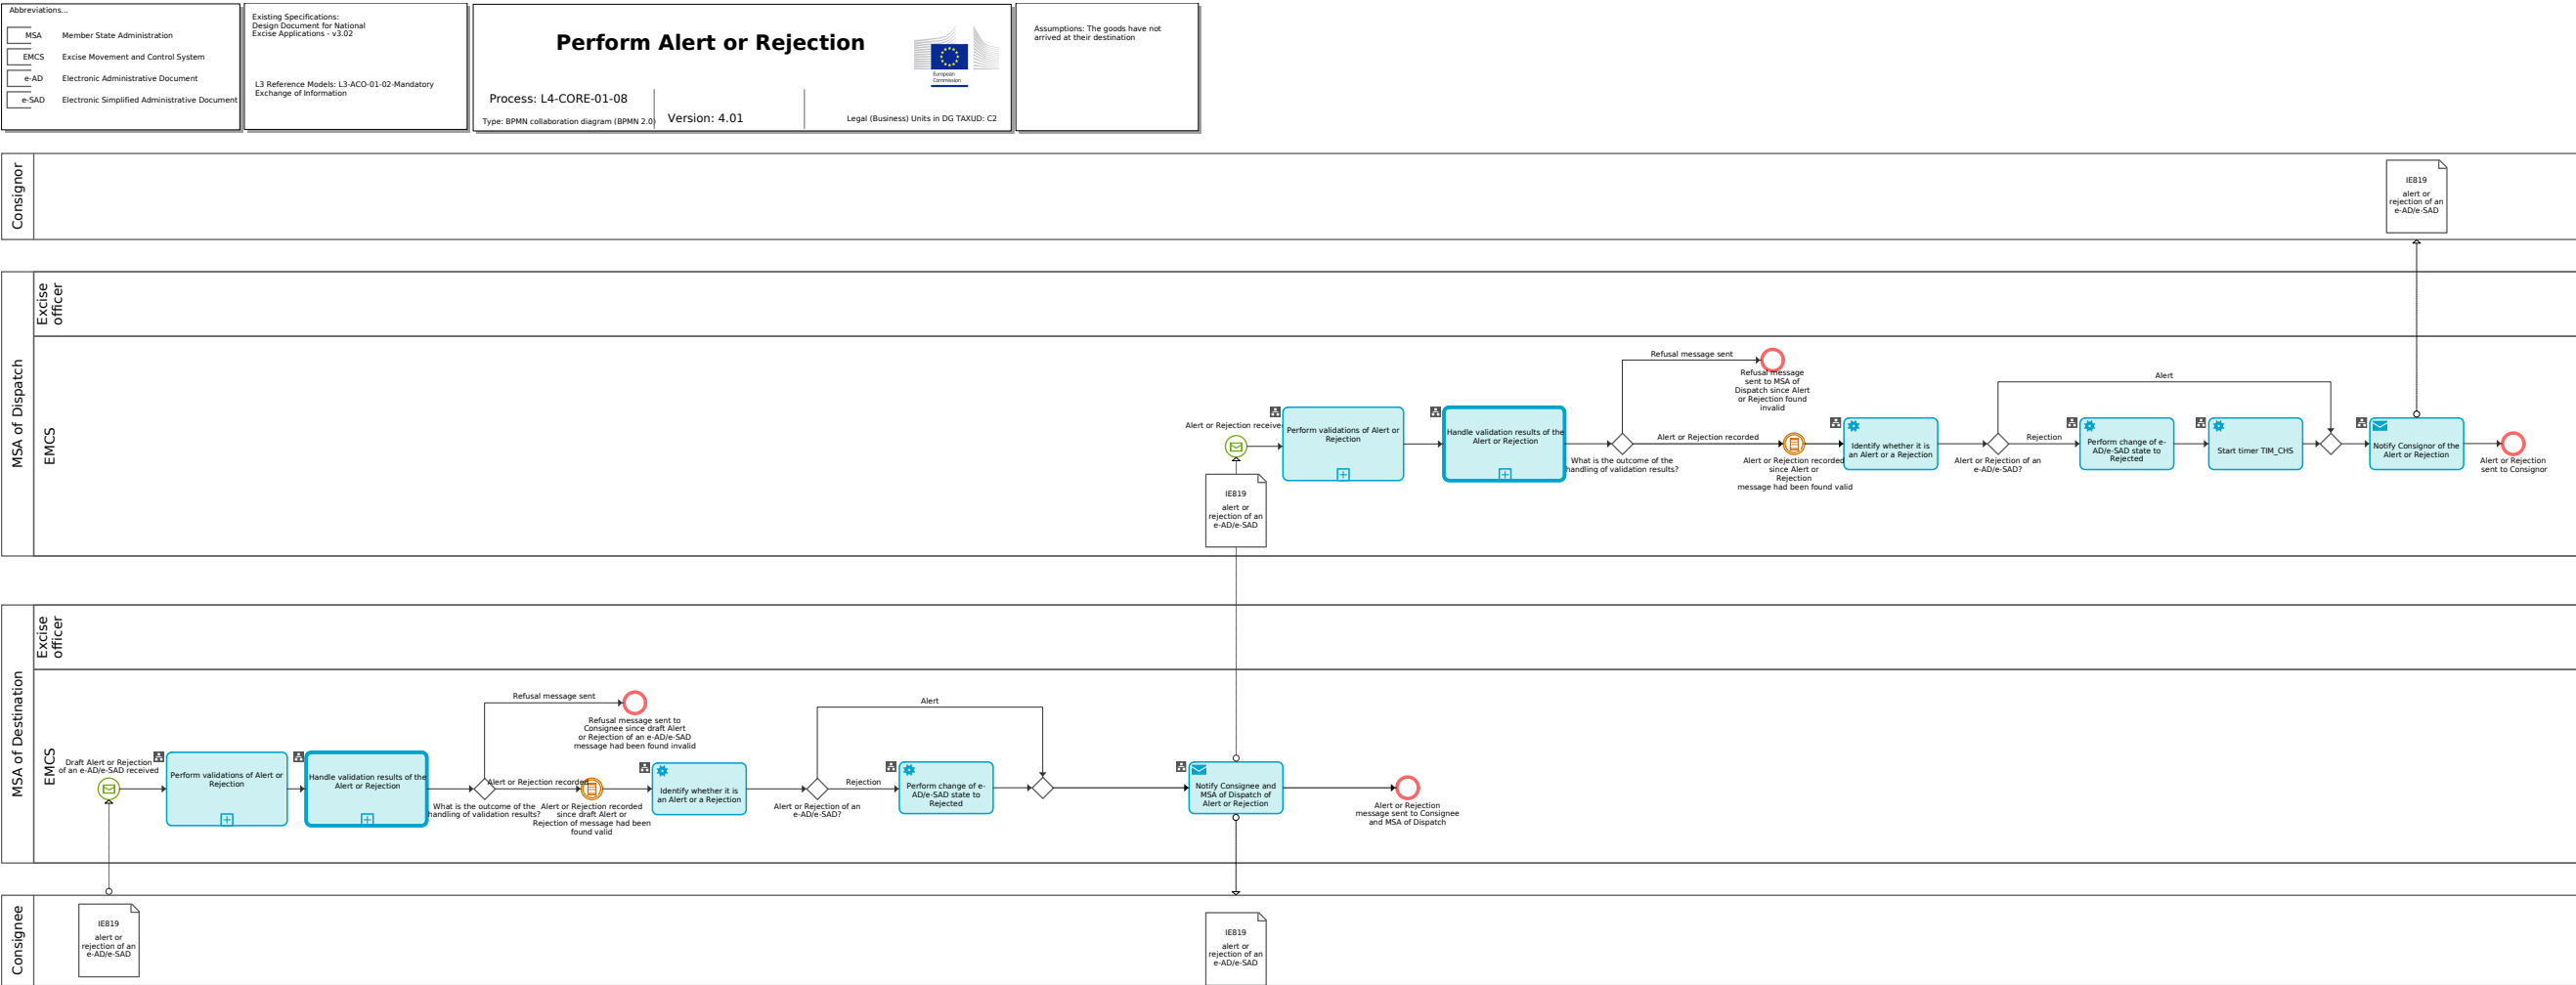 Abbreviations...
MSA Member State Administration
EMCS Excise Movement and Control System
e-AD Electronic Administrative Document
e-SAD Electronic Simplified Administrative Document
Existing Specifications:
Design Document for National
Excise Applications - v3.02
L3 Reference Models: L3-ACO-01-02-Mandatory
Exchange of Information
Perform Alert or Rejection
European
Commission
Process: L4-CORE-01-08
Type: BPMN collaboration diagram (BPMN 2.0)
Version: 4.01
Legal (Business) Units in DG TAXUD: C2
Assumptions: The goods have not
arrived at their destination
Consignor
IE819
alert or
rejection of an
e-AD/e-SAD
MSA of Dispatch
Excise
officer
EMCS
Alert or Rejection received
IE819
alert or
rejection of an
e-AD/e-SAD
Perform validations of Alert or
Rejection
Handle validation results of the
Alert or Rejection
What is the outcome of the
handling of validation results?
Refusal message sent
Refusal message
sent to MSA of
Dispatch since Alert
or Rejection found
invalid
Alert or Rejection recorded
Alert or Rejection recorded
since Alert or
Rejection
message had been found valid
Identify whether it is
an Alert or a Rejection
Alert or Rejection of an
e-AD/e-SAD?
Alert
Rejection
Perform change of e-
AD/e-SAD state to
Rejected
Start timer TIM_CHS
Notify Consignor of the
Alert or Rejection
Alert or Rejection
sent to Consignor
MSA of Destination
Excise
officer
EMCS
Draft Alert or Rejection
of an e-AD/e-SAD received
Perform validations of Alert or
Rejection
Handle validation results of the
Alert or Rejection
What is the outcome of the
handling of validation results?
Refusal message sent
Refusal message sent to
Consignee since draft Alert
or Rejection of an e-AD/e-SAD
message had been found invalid
Alert or Rejection recorded
Alert or Rejection recorded
since draft Alert or
Rejection of message had been
found valid
Identify whether it is
an Alert or a Rejection
Alert or Rejection of an
e-AD/e-SAD?
Alert
Rejection
Perform change of e-
AD/e-SAD state to
Rejected
Notify Consignee and
MSA of Dispatch of
Alert or Rejection
Alert or Rejection
message sent to Consignee
and MSA of Dispatch
Consignee
IE819
alert or
rejection of an
e-AD/e-SAD
IE819
alert or
rejection of an
e-AD/e-SAD